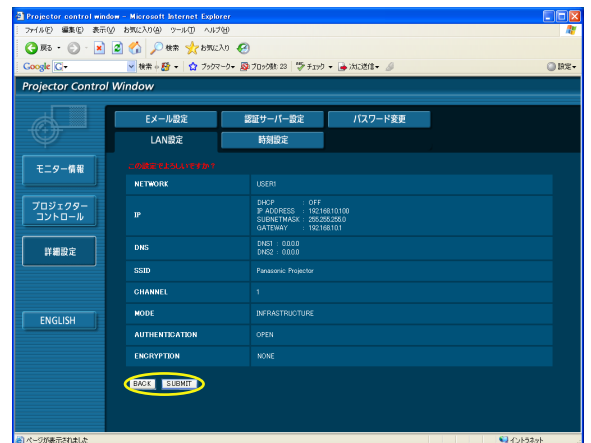 Projector control window - Microsoft Internet Explorer
ファイル(F) 編集(E) 表示(V) お気に入り(A) ツール(T) ヘルプ(H)
戻る 検索 お気に入り
Google G 検索 ブックマーク ブロック数: 23 チェック 次に送信 設定
Projector Control Window
Eメール設定 認証サーバー設定 パスワード変更
LAN設定 時刻設定
モニター情報
プロジェクター
コントロール
詳細設定
ENGLISH
この設定でよろしいですか?
NETWORK USER1
IP
DHCP : OFF
IP ADDRESS : 192.168.10.100
SUBNETMASK : 255.255.255.0
GATEWAY : 192.168.10.1
DNS
DNS1 : 0.0.0.0
DNS2 : 0.0.0.0
SSID Panasonic Projector
CHANNEL 1
MODE INFRASTRUCTURE
AUTHENTICATION OPEN
ENCRYPTION NONE
BACK SUBMIT
ページが表示されました イントラネット